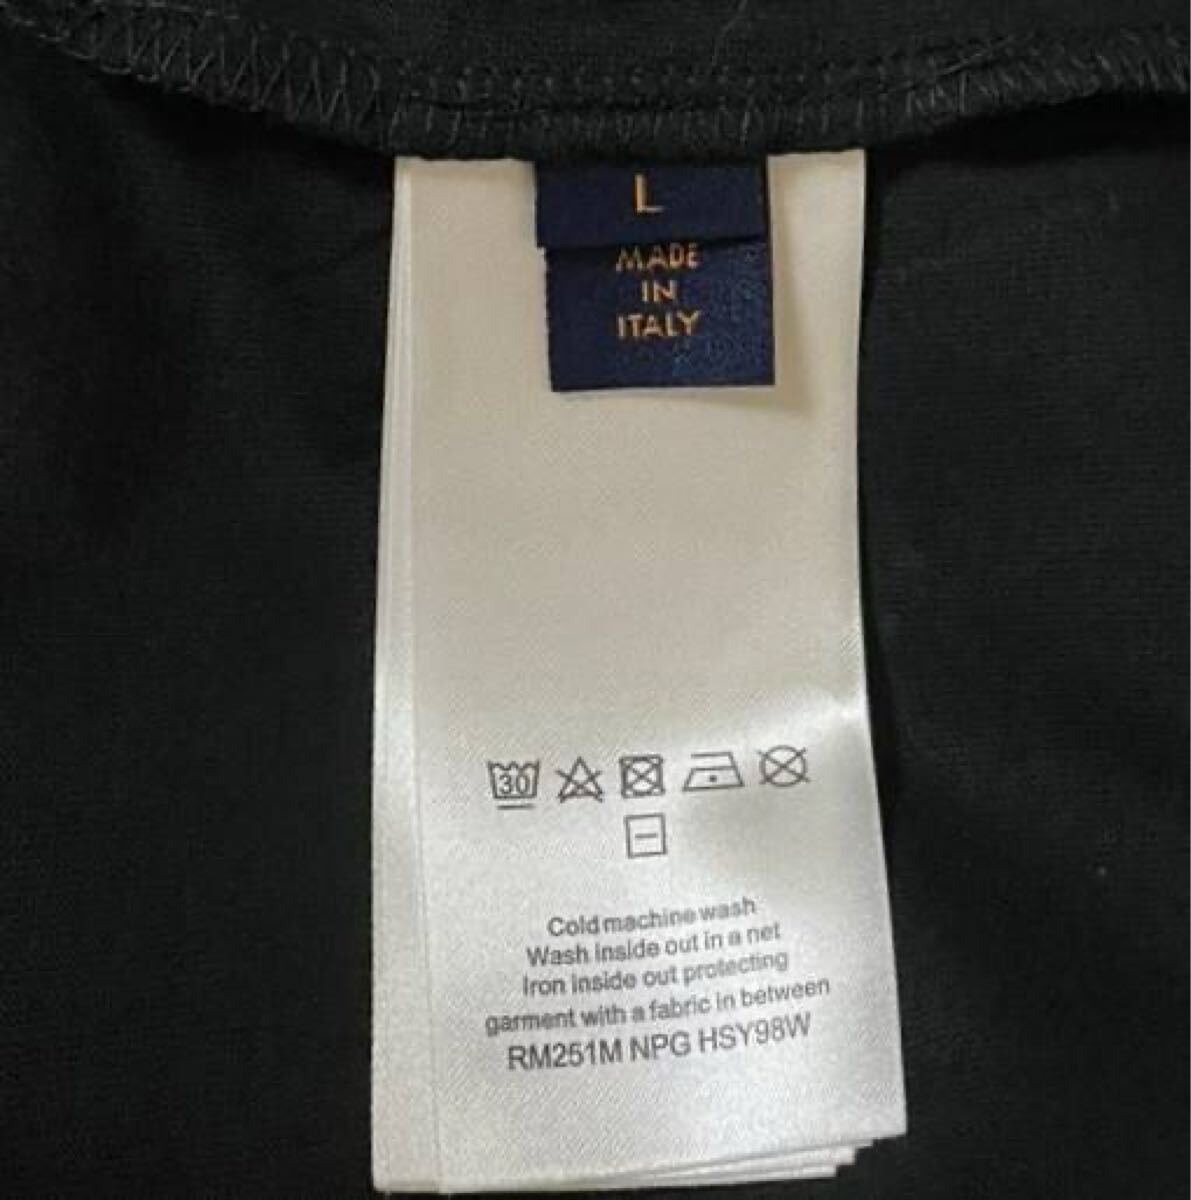 L
MADE
IN
ITALY
30
Cold machine wash
Wash inside out in a net
Iron inside out protecting
garment with a fabric in between
RM251M NPG HSY98W